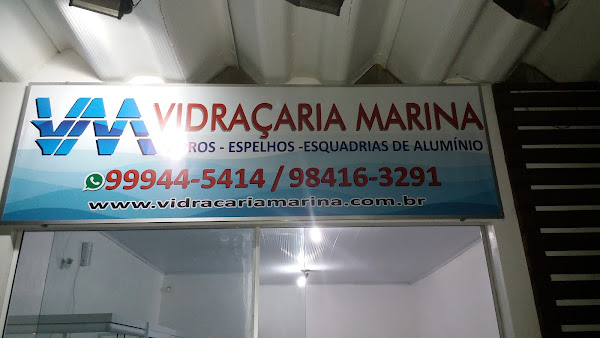 VM VIDRAÇARIA MARINA
ROS - ESPELHOS -ESQUADRIAS DE ALUMÍNIO
99944-5414 / 98416-3291
www.vidracariamarina.com.br